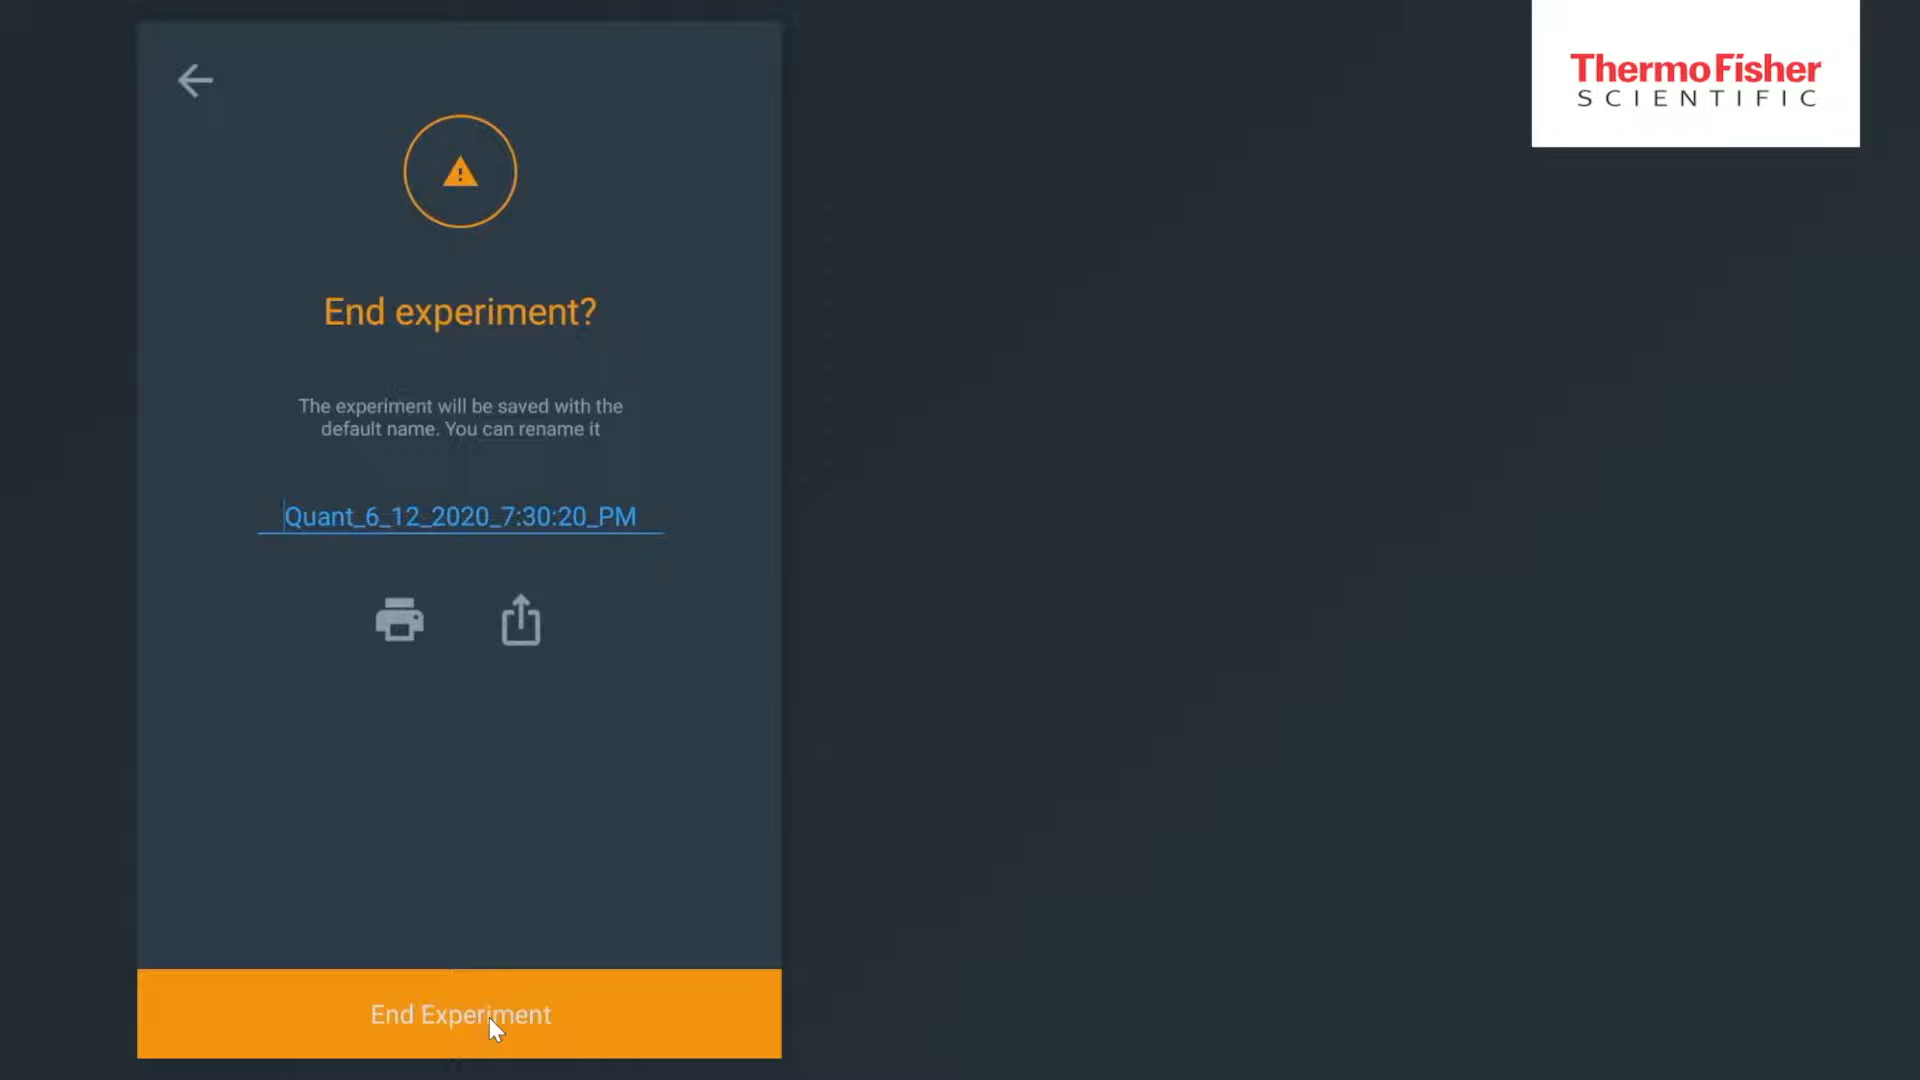 ThermoFisher
SCIENTIFIC
End experiment?
The experiment will be saved with the
default name. You can rename it
Quant_6_12_2020_7:30:20_PM
End Experiment